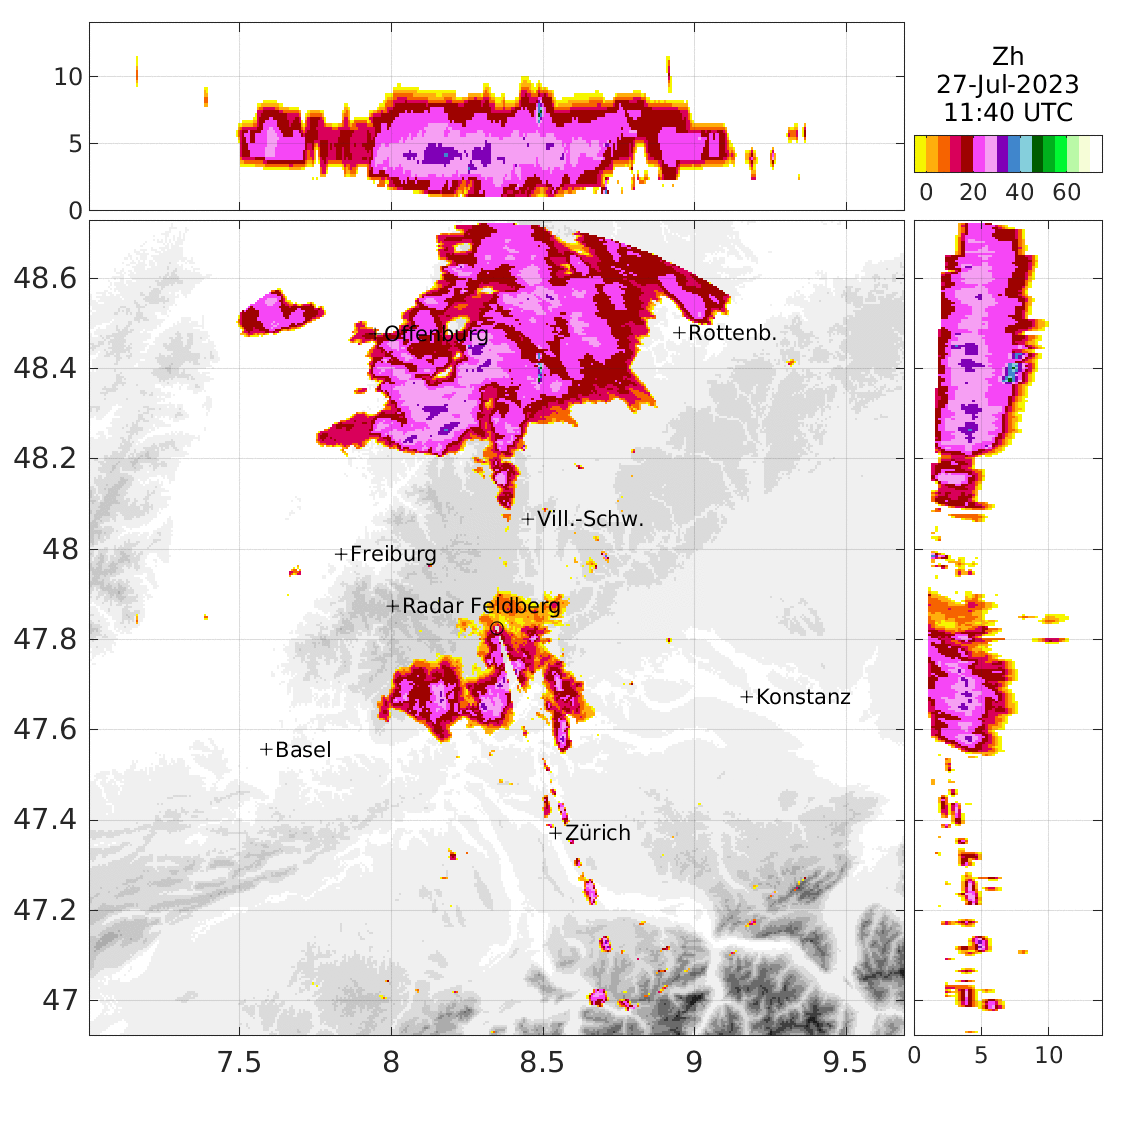 10
5
0
Zh
27-Jul-2023
11:40 UTC
0 20 40 60
48.6
48.4
48.2
48
47.8
47.6
47.4
47.2
47
Offenburg
Rottenb.
Vill.-Schw.
Freiburg
Radar Feldberg
Konstanz
Basel
Zürich
7.5 8 8.5 9 9.5
0 5 10